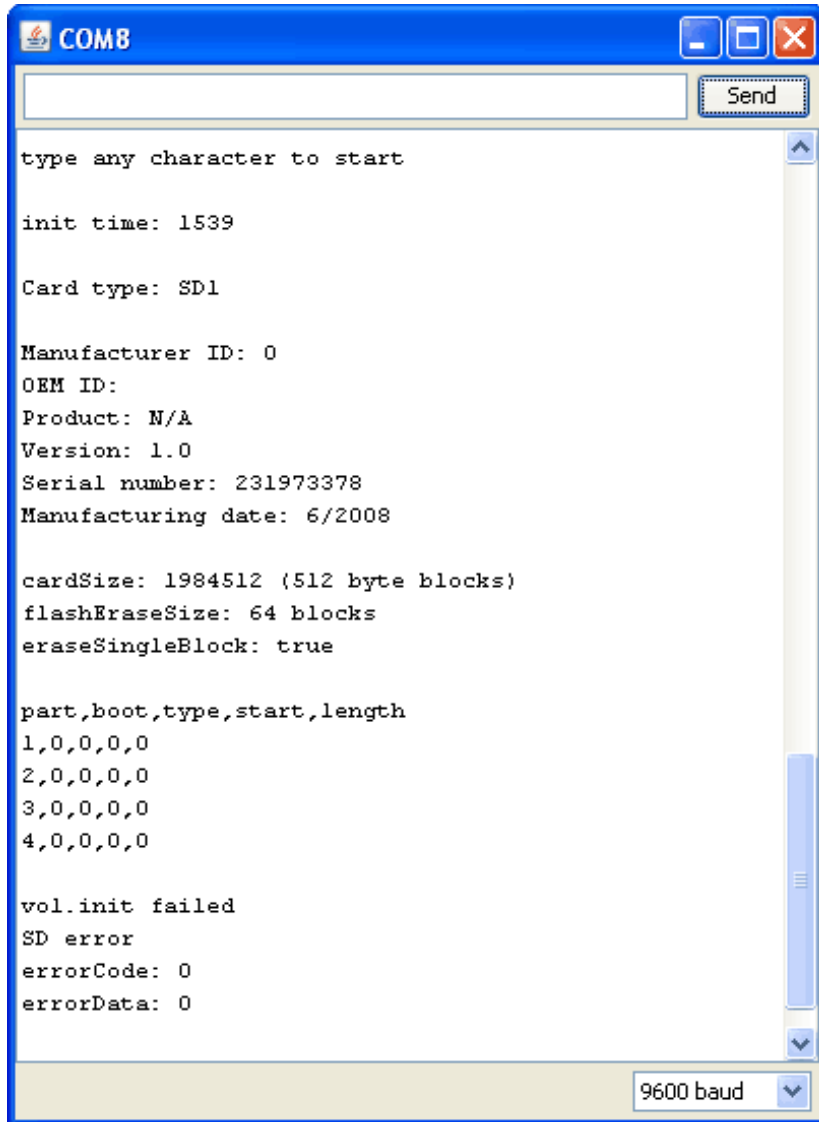 COM8
Send
type any character to start
init time: 1539
Card type: SD1
Manufacturer ID: 0
OEM ID:
Product: N/A
Version: 1.0
Serial number: 231973378
Manufacturing date: 6/2008
cardSize: 1984512 (512 byte blocks)
flashEraseSize: 64 blocks
eraseSingleBlock: true
part,boot,type,start,length
1,0,0,0,0
2,0,0,0,0
3,0,0,0,0
4,0,0,0,0
vol.init failed
SD error
errorCode: 0
errorData: 0
9600 baud